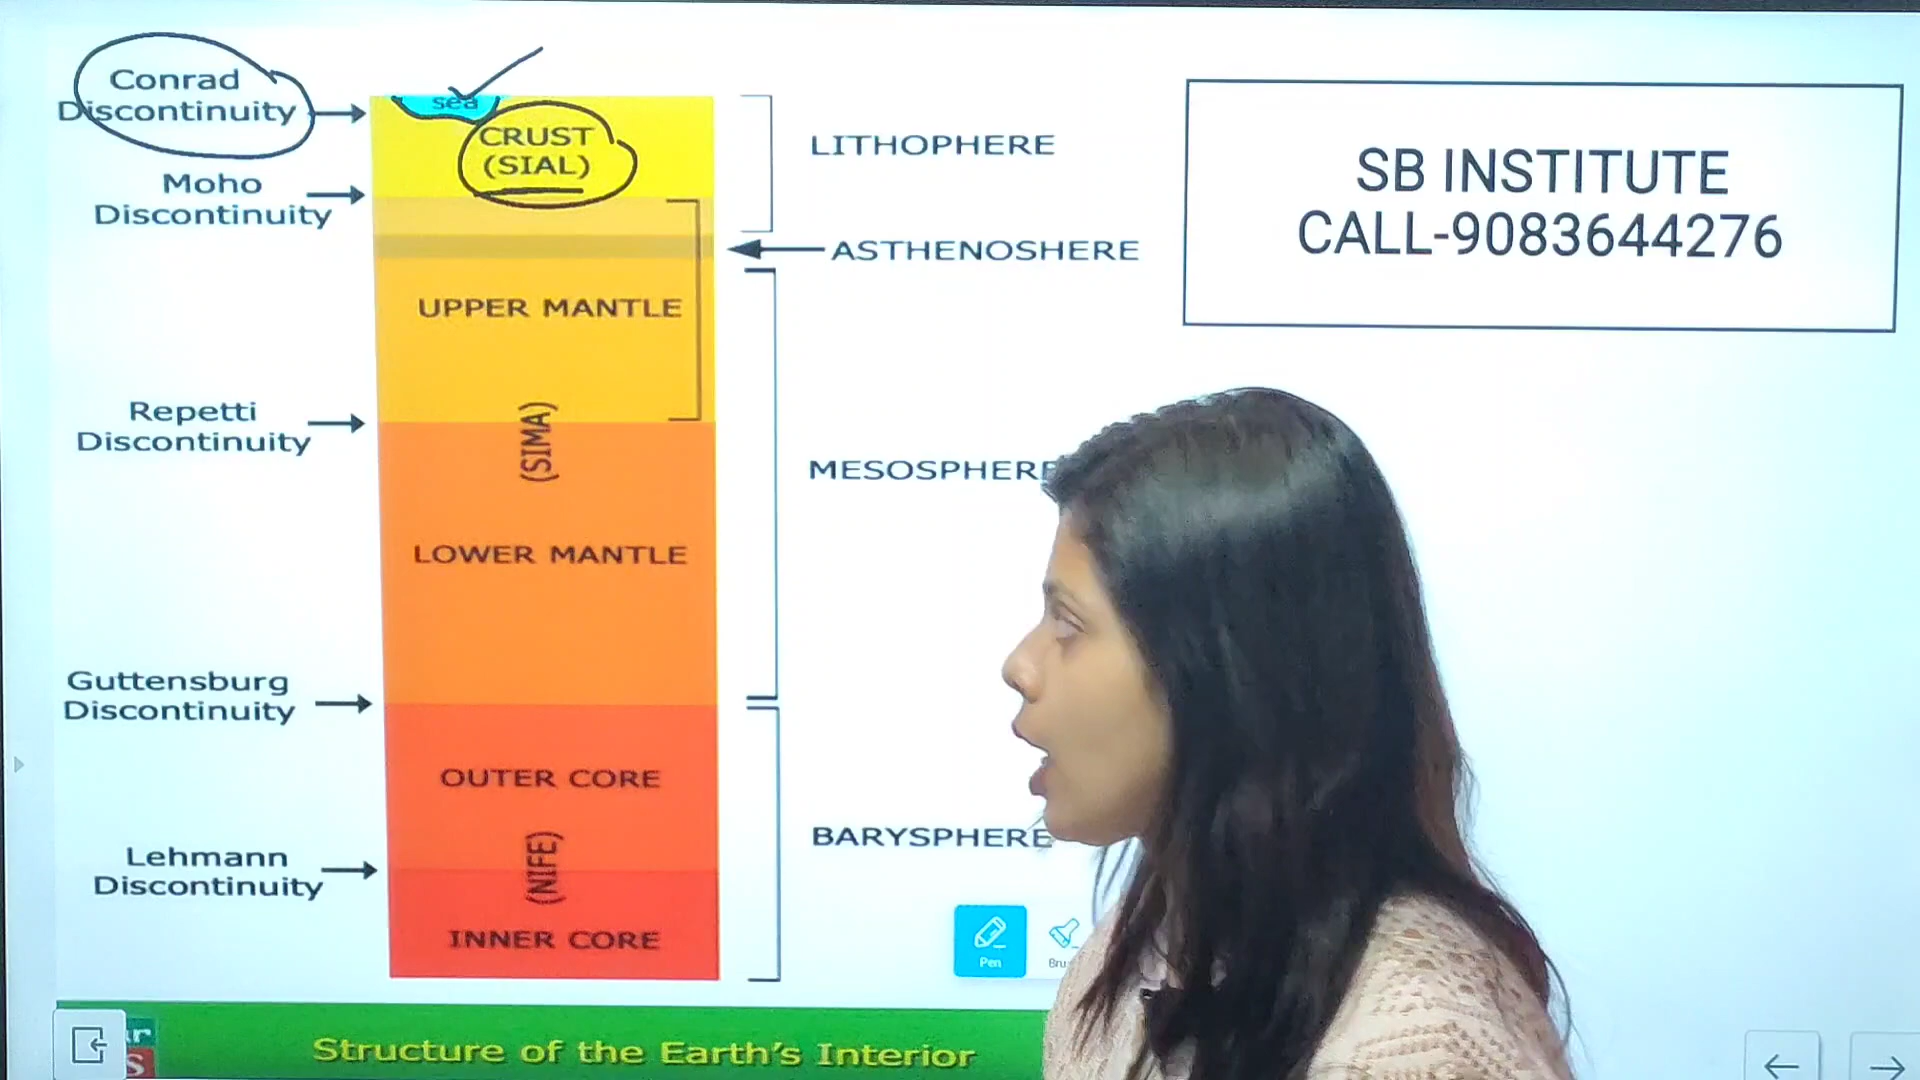 Conrad
Discontinuity
sea
CRUST
(SIAL)
LITHOPHERE
Moho
Discontinuity
ASTHENOSHERE
UPPER MANTLE
Repetti
Discontinuity
(SIMA)
MESOSPHERE
LOWER MANTLE
Guttensburg
Discontinuity
OUTER CORE
(NIFE)
BARYSPHERE
Lehmann
Discontinuity
INNER CORE
Structure of the Earth's Interior
SB INSTITUTE
CALL-9083644276
Pen